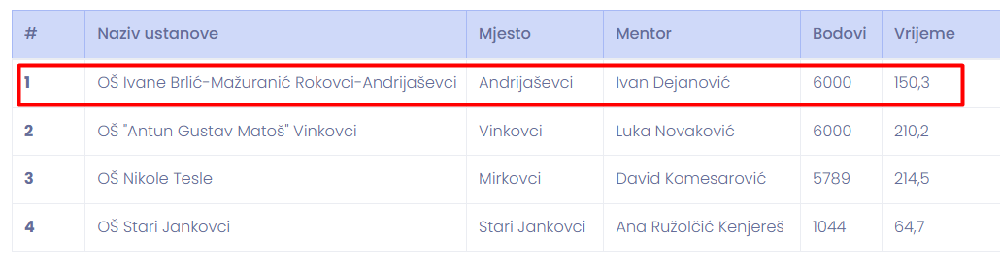 # Naziv ustanove Mjesto Mentor Bodovi Vrijeme
1 OŠ Ivane Brlić-Mažuranić Rokovci-Andrijaševci Andrijaševci Ivan Dejanović 6000 150,3
2 OŠ "Antun Gustav Matoš" Vinkovci Vinkovci Luka Novaković 6000 210,2
3 OŠ Nikole Tesle Mirkovci David Komesarović 5789 214,5
4 OŠ Stari Jankovci Stari Jankovci Ana Ružolčić Kenjereš 1044 64,7